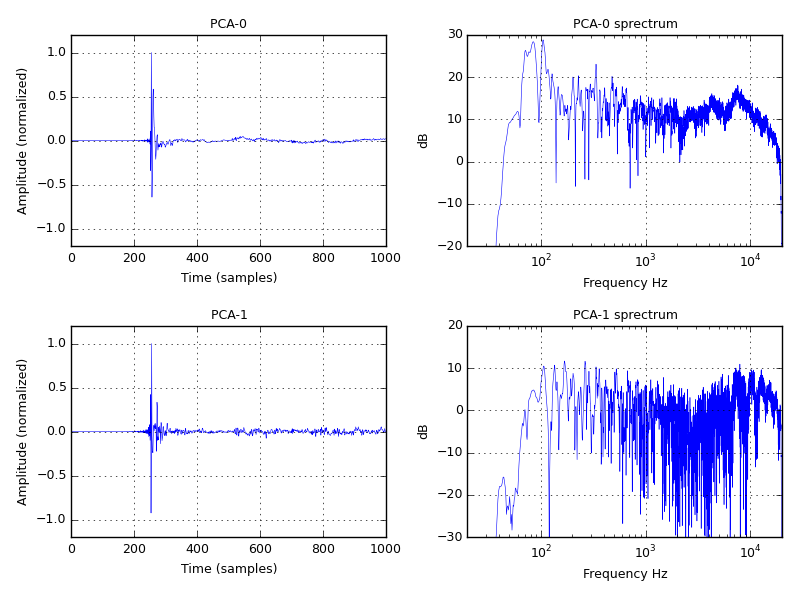 PCA-0
1.0
0.5
0.0
−0.5
−1.0
Amplitude (normalized)
0 200 400 600 800 1000
Time (samples)
PCA-0 sprectrum
30
20
10
0
−10
−20
dB
10² 10³ 10⁴
Frequency Hz
PCA-1
1.0
0.5
0.0
−0.5
−1.0
Amplitude (normalized)
0 200 400 600 800 1000
Time (samples)
PCA-1 sprectrum
20
10
0
−10
−20
−30
dB
10² 10³ 10⁴
Frequency Hz